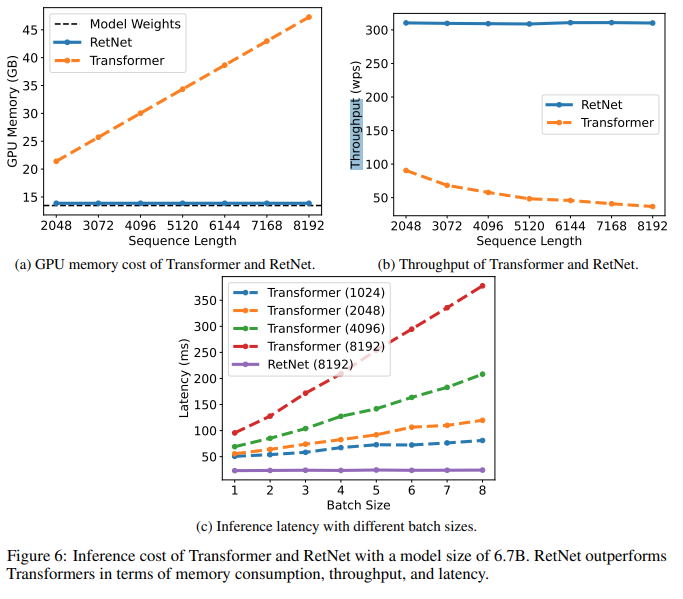 GPU Memory (GB)
45
40
35
30
25
20
15
Model Weights
RetNet
Transformer
2048 3072 4096 5120 6144 7168 8192
Sequence Length
(a) GPU memory cost of Transformer and RetNet.
Throughput (wps)
300
250
200
150
100
50
RetNet
Transformer
2048 3072 4096 5120 6144 7168 8192
Sequence Length
(b) Throughput of Transformer and RetNet.
Latency (ms)
350
300
250
200
150
100
50
Transformer (1024)
Transformer (2048)
Transformer (4096)
Transformer (8192)
RetNet (8192)
1 2 3 4 5 6 7 8
Batch Size
(c) Inference latency with different batch sizes.
Figure 6: Inference cost of Transformer and RetNet with a model size of 6.7B. RetNet outperforms
Transformers in terms of memory consumption, throughput, and latency.